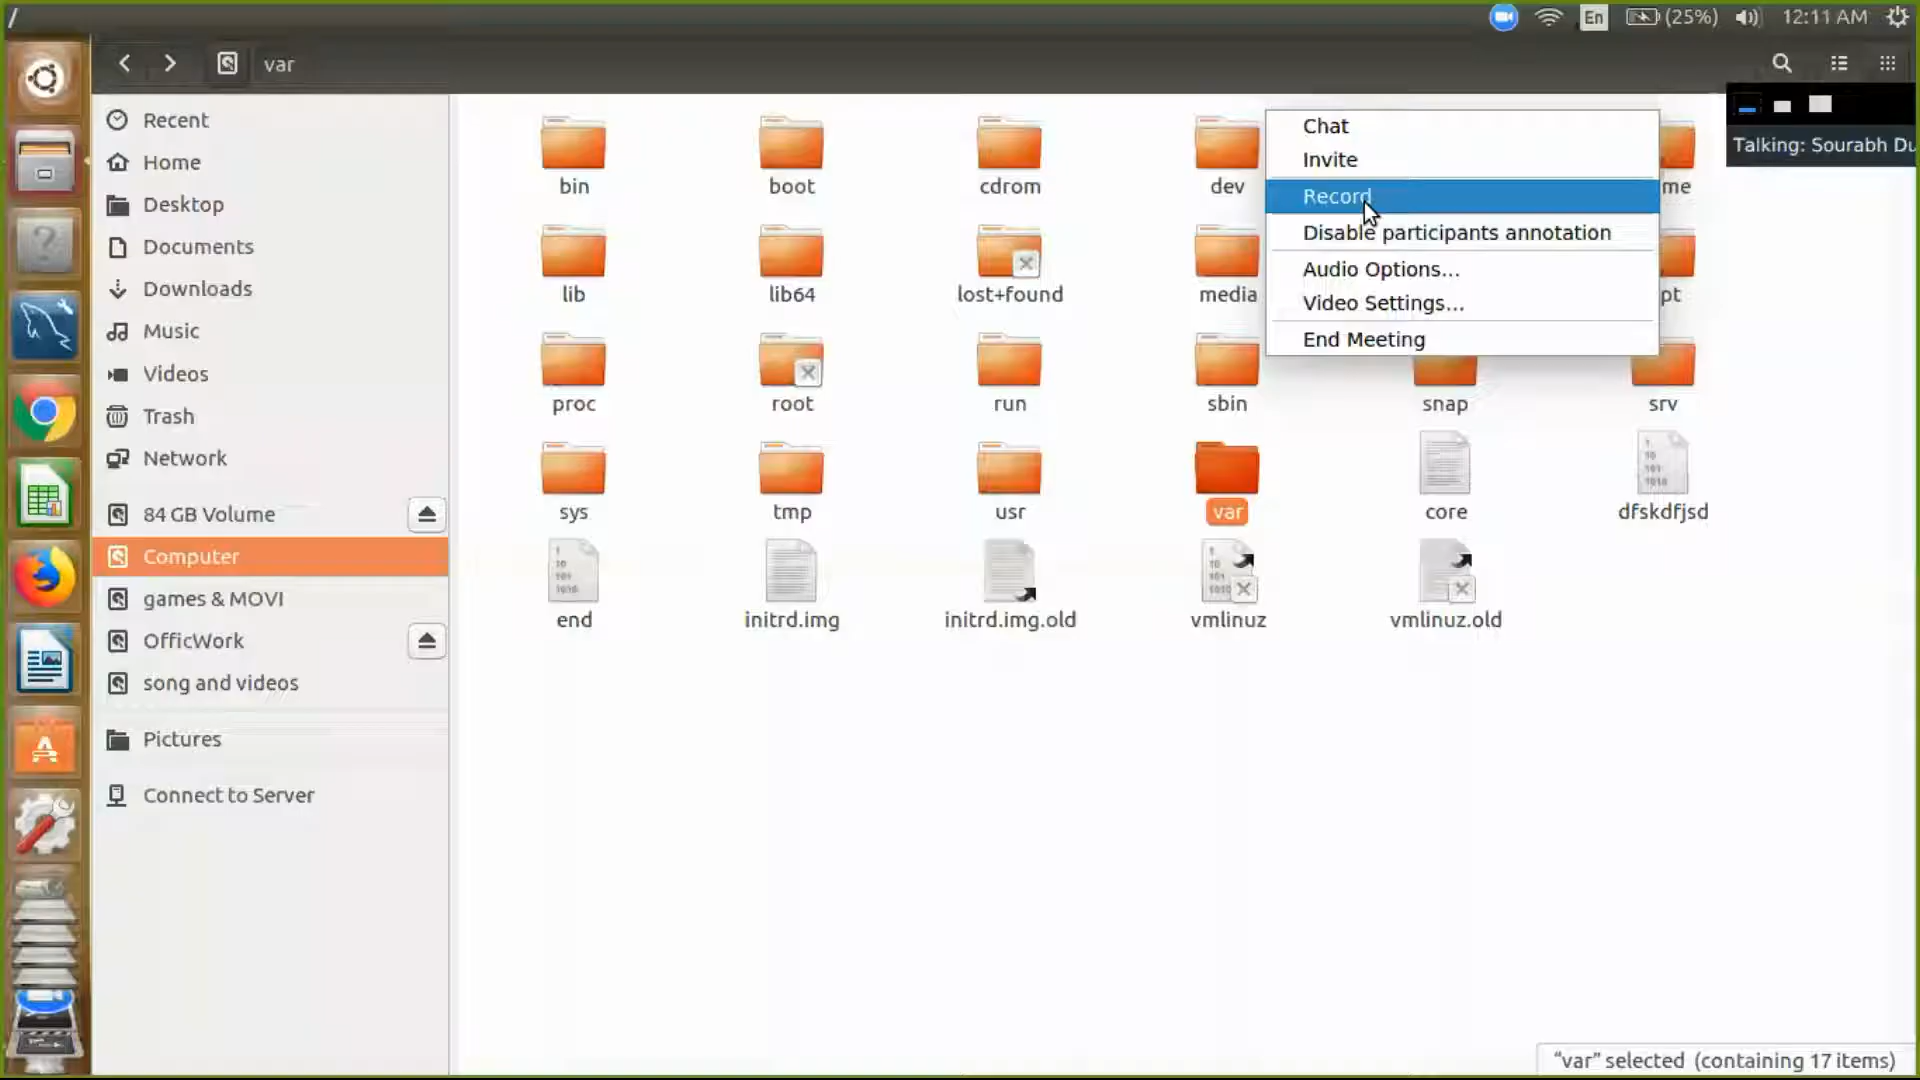 /
En
(25%)
12:11 AM
var
Talking: Sourabh Du
Recent
Home
Desktop
Documents
Downloads
Music
Videos
Trash
Network
84 GB Volume
Computer
games & MOVI
OfficWork
song and videos
Pictures
Connect to Server
bin
boot
cdrom
dev
me
lib
lib64
lost+found
media
pt
proc
root
run
sbin
snap
srv
sys
tmp
usr
var
core
dfskdfjsd
end
initrd.img
initrd.img.old
vmlinuz
vmlinuz.old
Chat
Invite
Record
Disable participants annotation
Audio Options...
Video Settings...
End Meeting
"var" selected (containing 17 items)